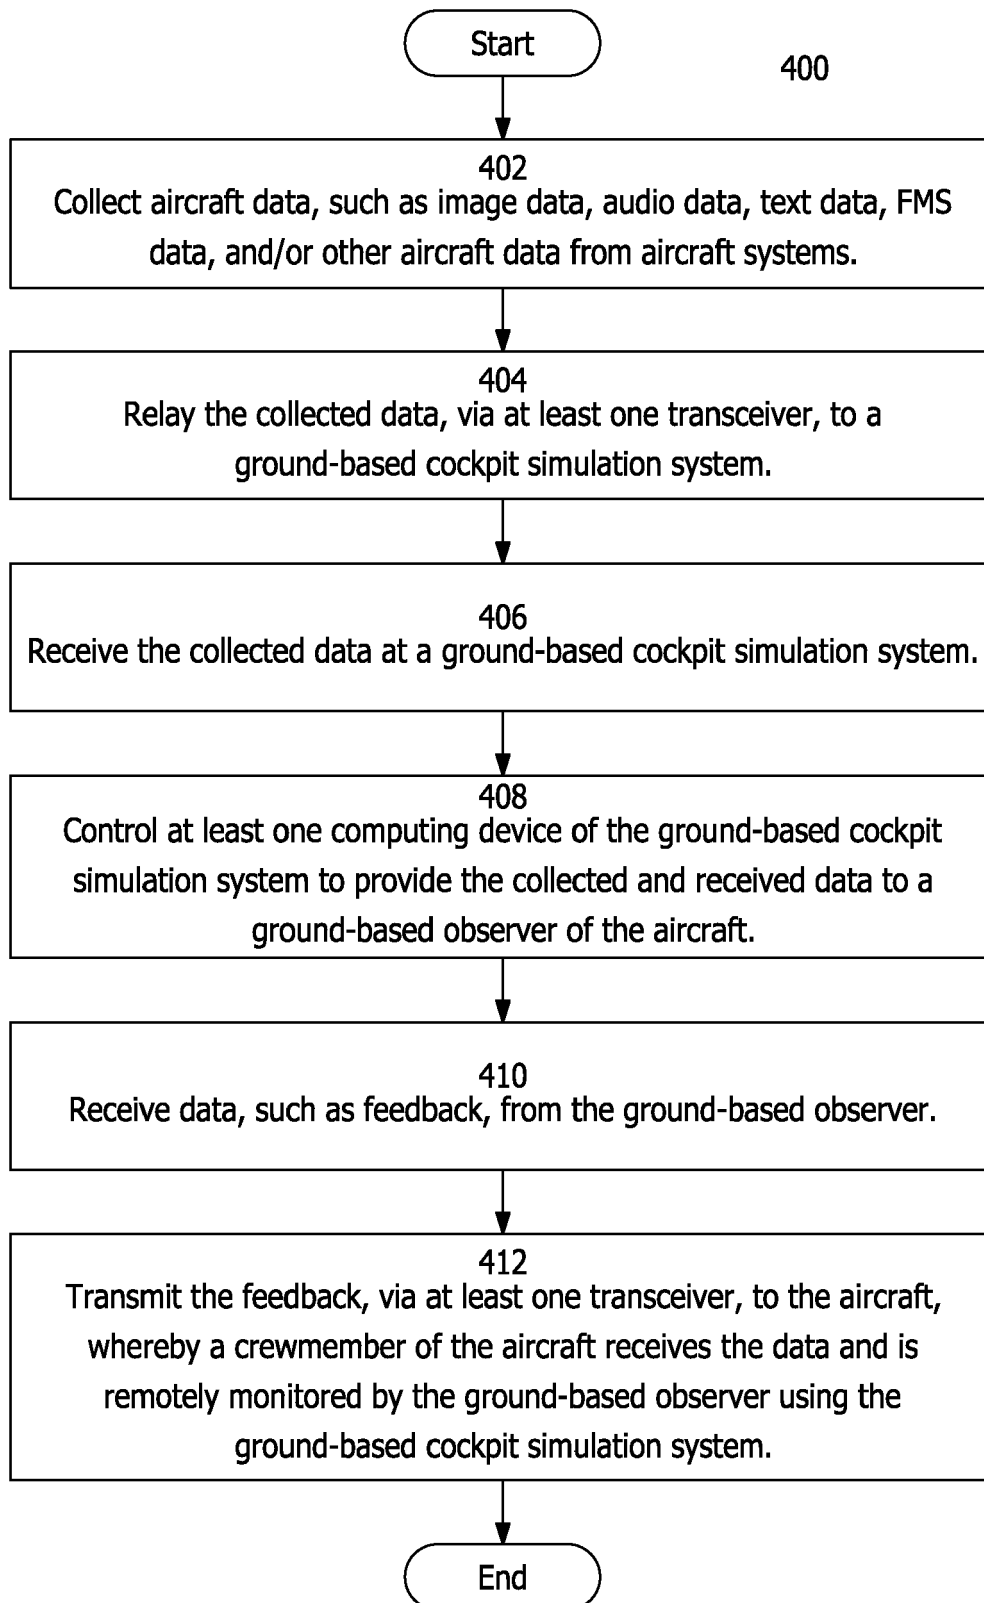 Start
400
402
Collect aircraft data, such as image data, audio data, text data, FMS
data, and/or other aircraft data from aircraft systems.
404
Relay the collected data, via at least one transceiver, to a
ground-based cockpit simulation system.
406
Receive the collected data at a ground-based cockpit simulation system.
408
Control at least one computing device of the ground-based cockpit
simulation system to provide the collected and received data to a
ground-based observer of the aircraft.
410
Receive data, such as feedback, from the ground-based observer.
412
Transmit the feedback, via at least one transceiver, to the aircraft,
whereby a crewmember of the aircraft receives the data and is
remotely monitored by the ground-based observer using the
ground-based cockpit simulation system.
End